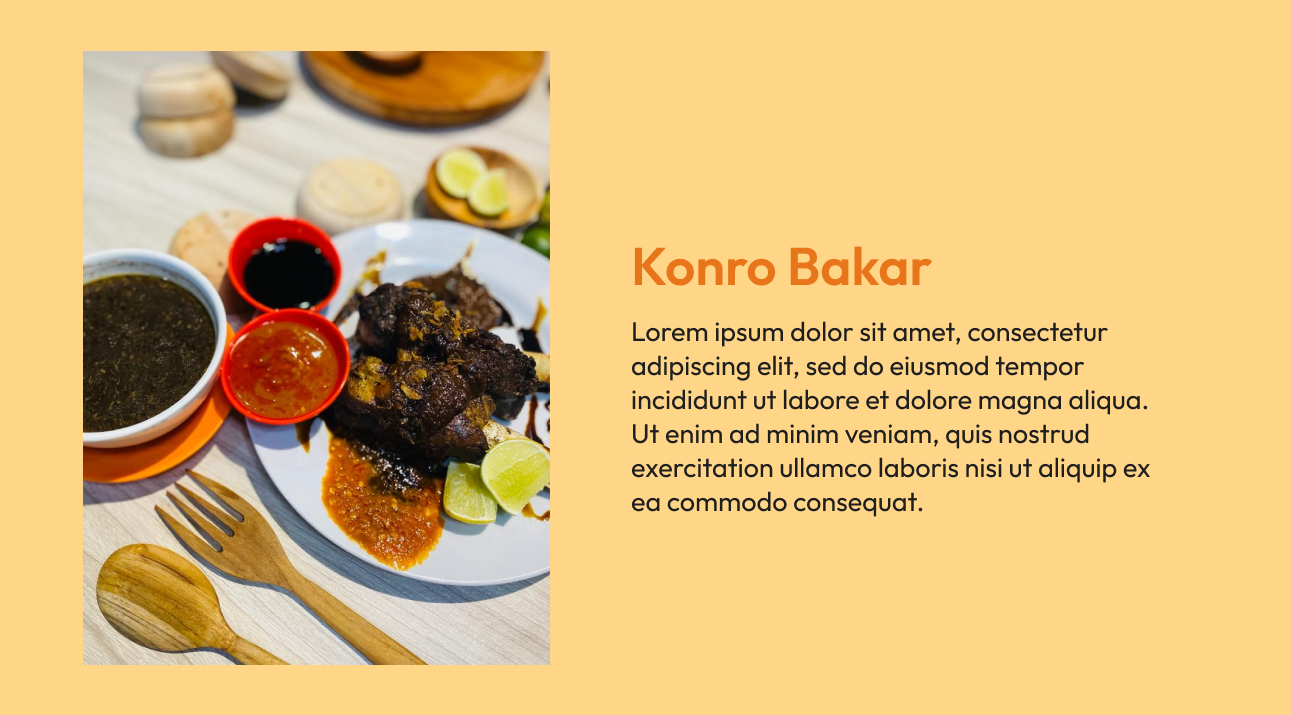 Konro Bakar
Lorem ipsum dolor sit amet, consectetur
adipiscing elit, sed do eiusmod tempor
incididunt ut labore et dolore magna aliqua.
Ut enim ad minim veniam, quis nostrud
exercitation ullamco laboris nisi ut aliquip ex
ea commodo consequat.